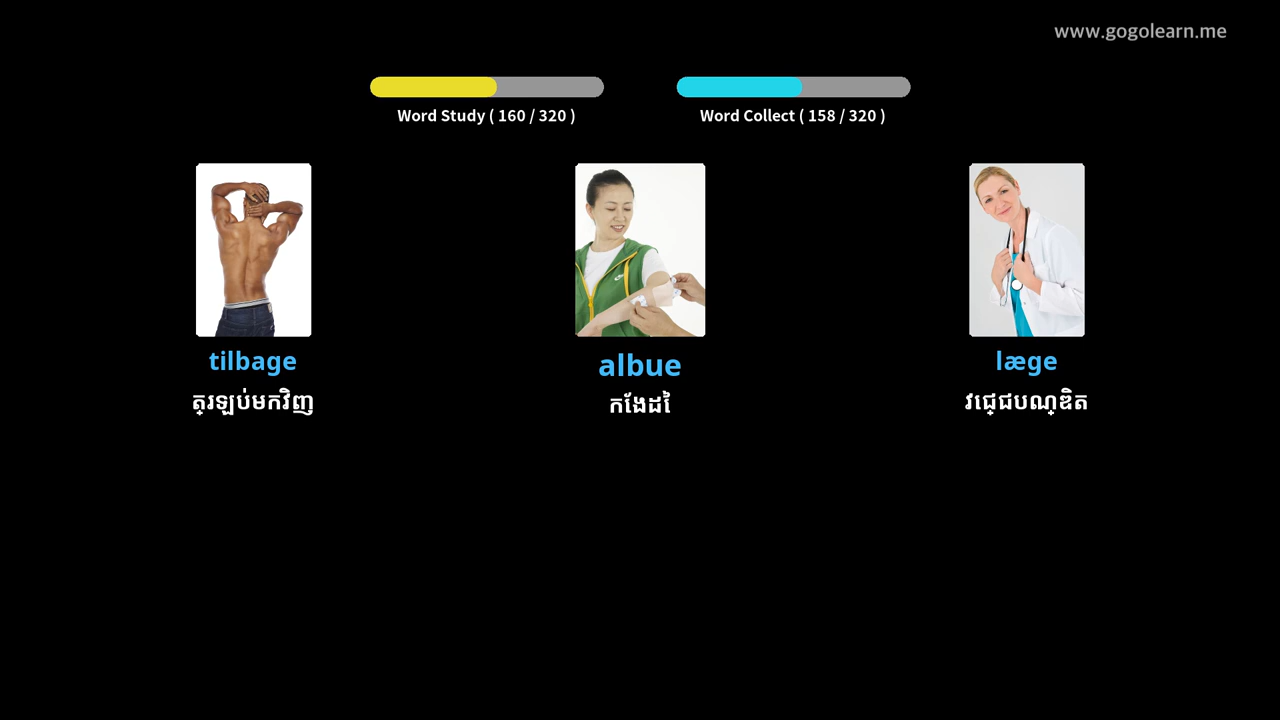 www.gogolearn.me
Word Study ( 160 / 320 )
Word Collect ( 158 / 320 )
tilbage
ត្រឡប់មកវិញ
albue
កែងដៃ
læge
វេជ្ជបណ្ឌិត